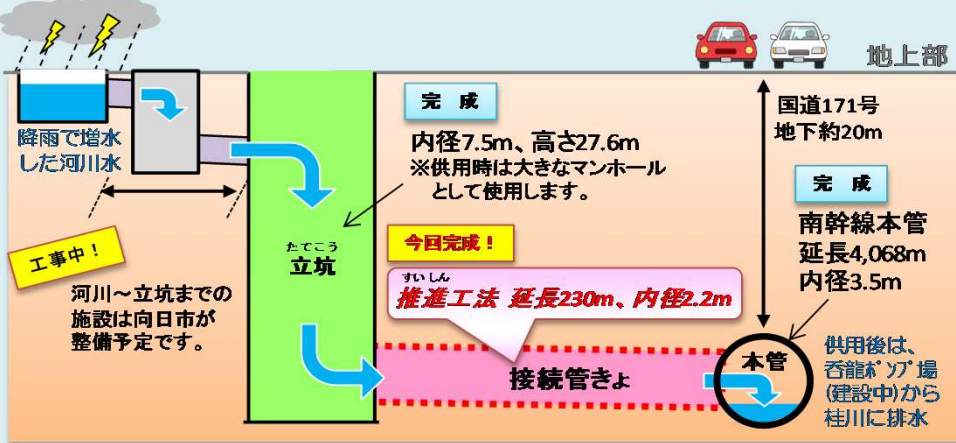 地上部
降雨で増水
した河川水
完 成
内径7.5m、高さ27.6m
※供用時は大きなマンホール
として使用します。
国道171号
地下約20m
完 成
南幹線本管
延長4,068m
内径3.5m
工事中！
河川～立坑までの
施設は向日市が
整備予定です。
たてこう
立坑
今回完成！
すいしん
推進工法 延長230m、内径2.2m
接続管きょ
本管
供用後は、
呑龍ポンプ場
(建設中)から
桂川に排水